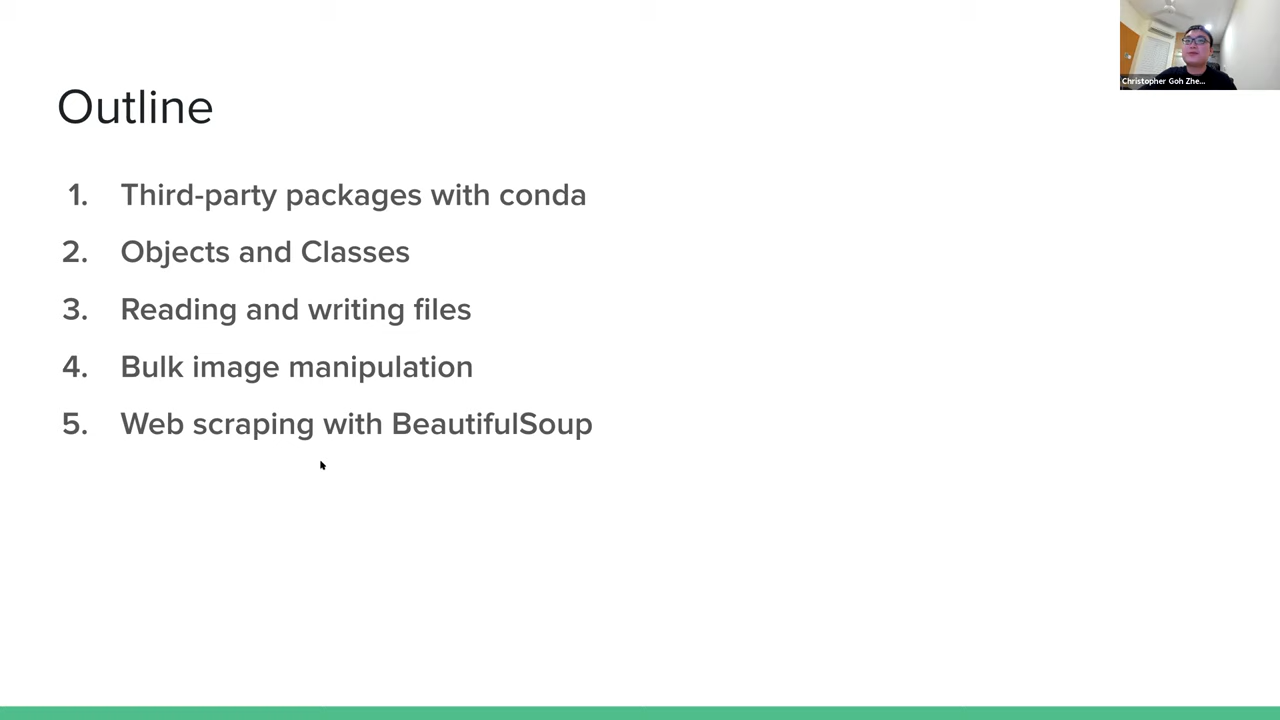 Christopher Goh Zhe...
Outline
1. Third-party packages with conda
2. Objects and Classes
3. Reading and writing files
4. Bulk image manipulation
5. Web scraping with BeautifulSoup